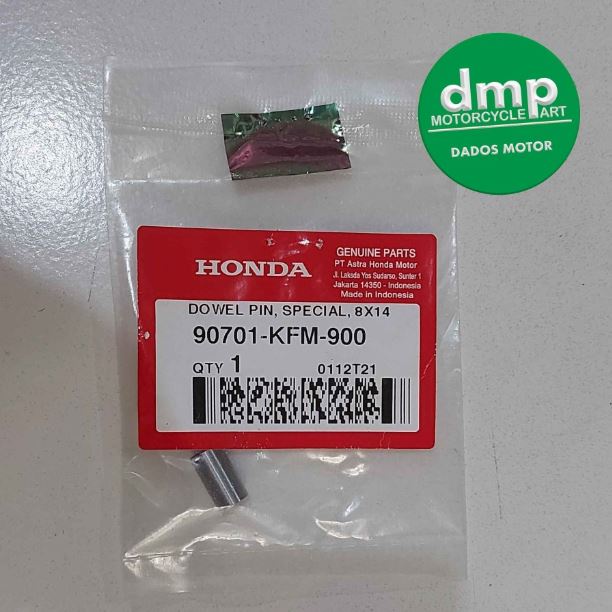 dmp
MOTORCYCLE PART
DADOS MOTOR
HONDA
GENUINE PARTS
PT Astra Honda Motor
Jl. Laksda Yos Sudarso, Sunter 1
Jakarta 14350 - Indonesia
Made in Indonesia
DOWEL PIN, SPECIAL, 8X14
90701-KFM-900
QTY 1
0112T21